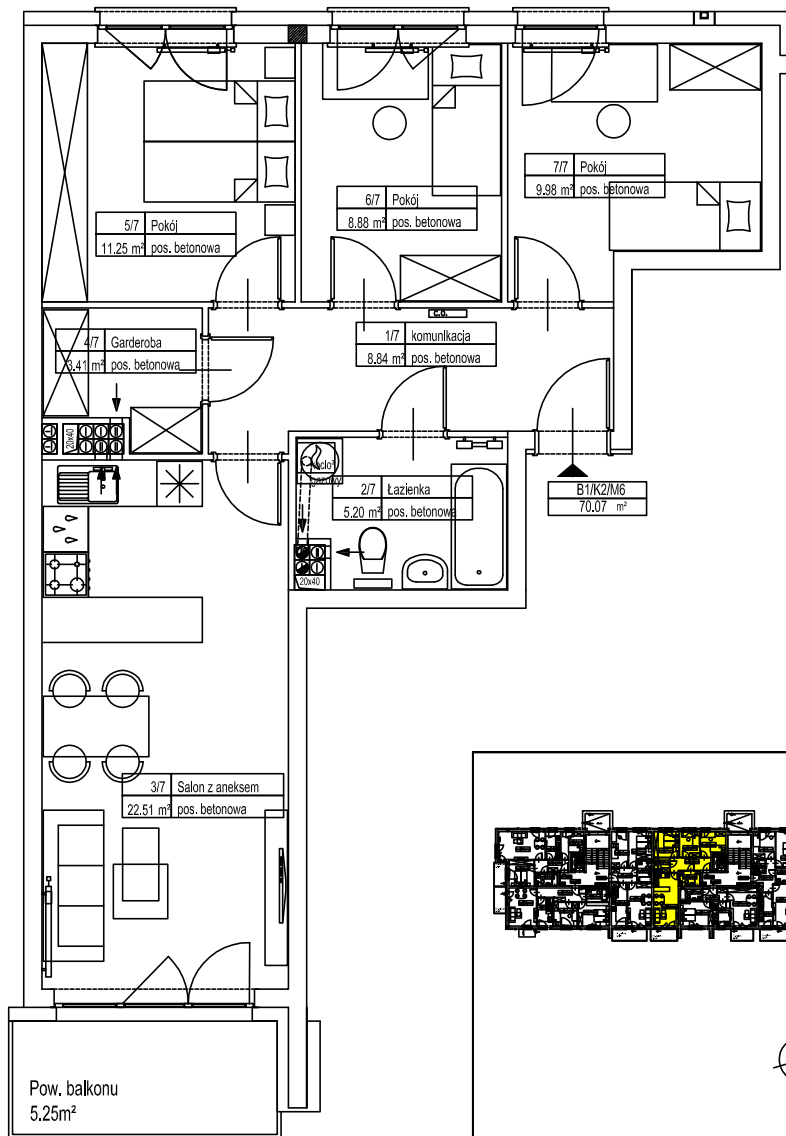 7/7 Pokój
9.98 m² pos. betonowa
6/7 Pokój
8.88 m² pos. betonowa
5/7 Pokój
11.25 m² pos. betonowa
c.o.
1/7 komunikacja
8.84 m² pos. betonowa
4/7 Garderoba
3.41 m² pos. betonowa
20x40
2/7 Łazienka
5.20 m² pos. betonowa
B1/K2/M6
70.07 m²
20x40
3/7 Salon z aneksem
22.51 m² pos. betonowa
Pow. balkonu
5.25m²